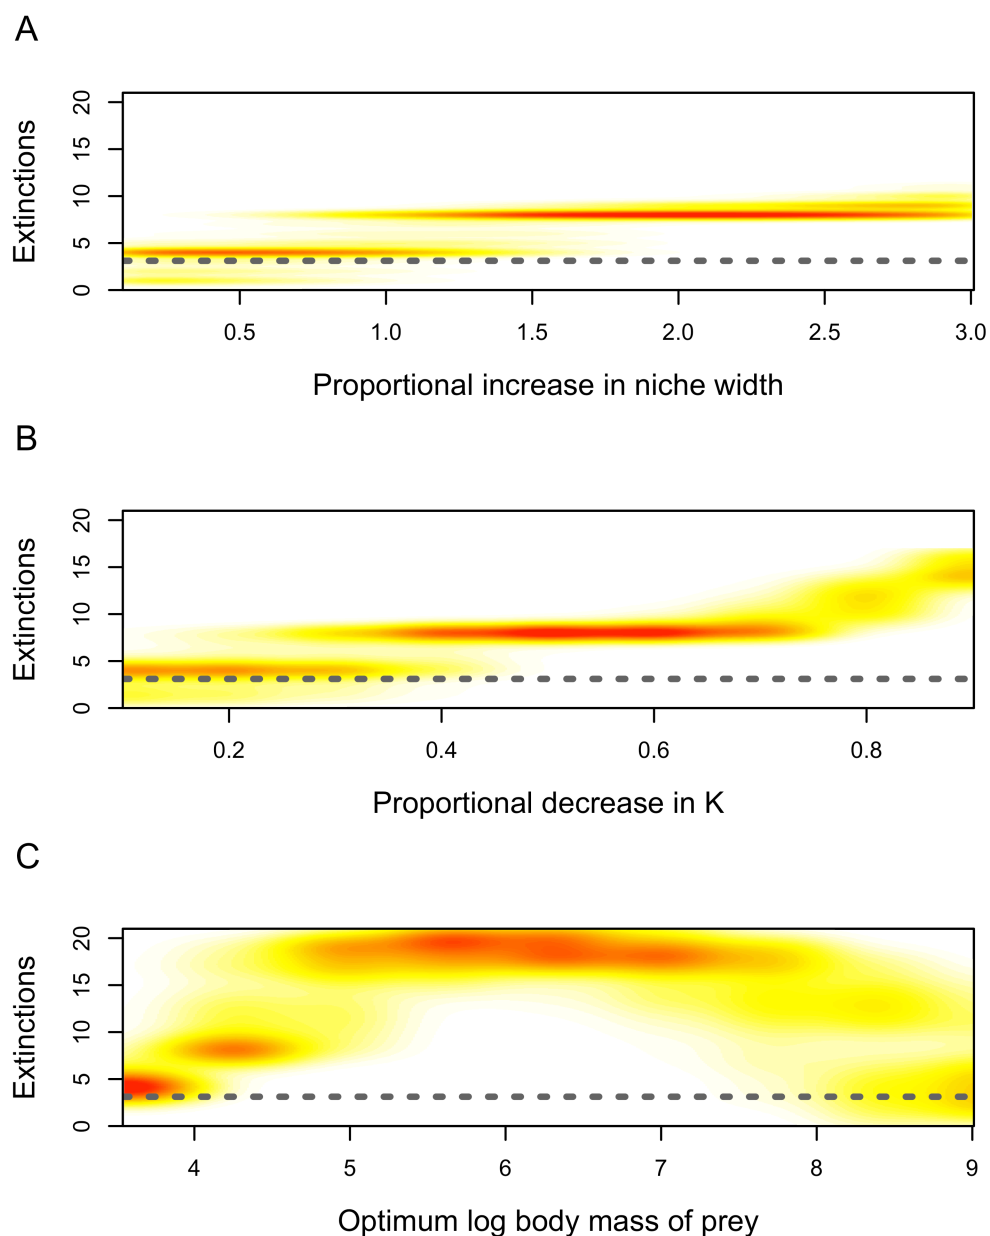 A
Extinctions
20
15
10
5
0
0.5 1.0 1.5 2.0 2.5 3.0
Proportional increase in niche width
B
Extinctions
20
15
10
5
0
0.2 0.4 0.6 0.8
Proportional decrease in K
C
Extinctions
20
15
10
5
0
4 5 6 7 8 9
Optimum log body mass of prey